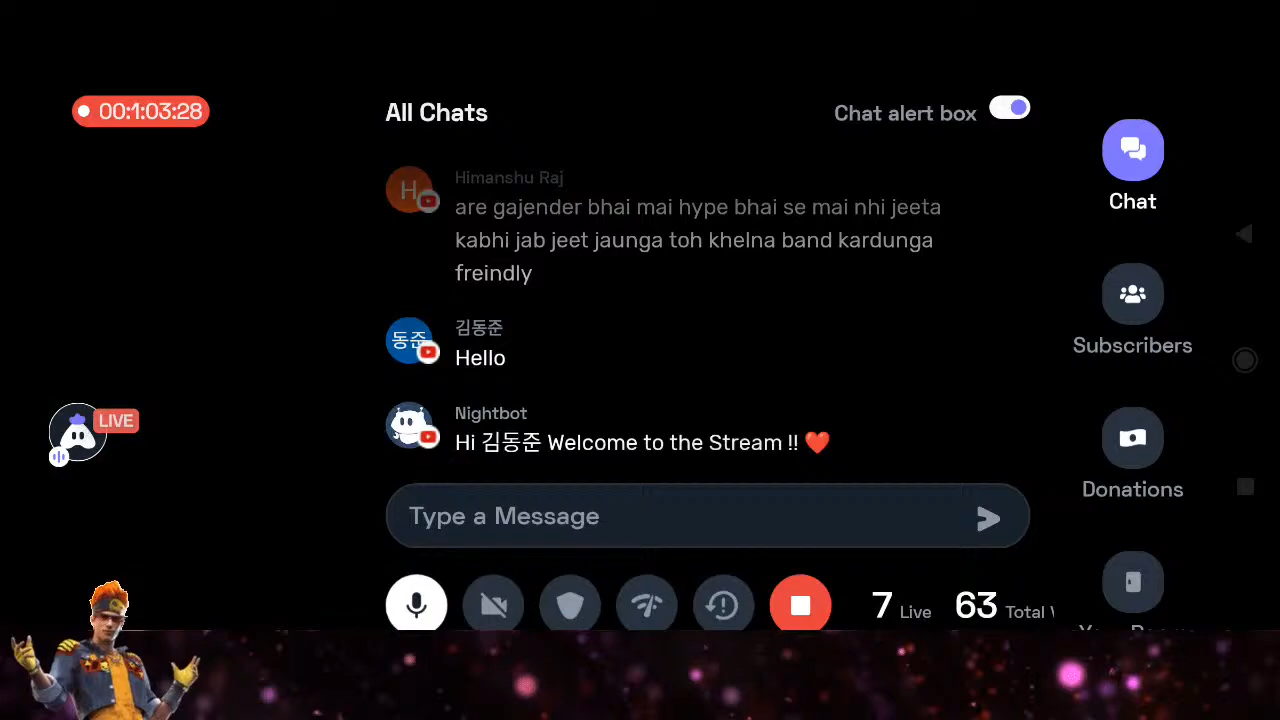 00:1:03:28
All Chats
Chat alert box
H
Himanshu Raj
are gajender bhai mai hype bhai se mai nhi jeeta
kabhi jab jeet jaunga toh khelna band kardunga
freindly
Chat
동준
김동준
Hello
Subscribers
Nightbot
Hi 김동준 Welcome to the Stream !! ❤️
LIVE
Type a Message
Donations
7 Live 63 Total